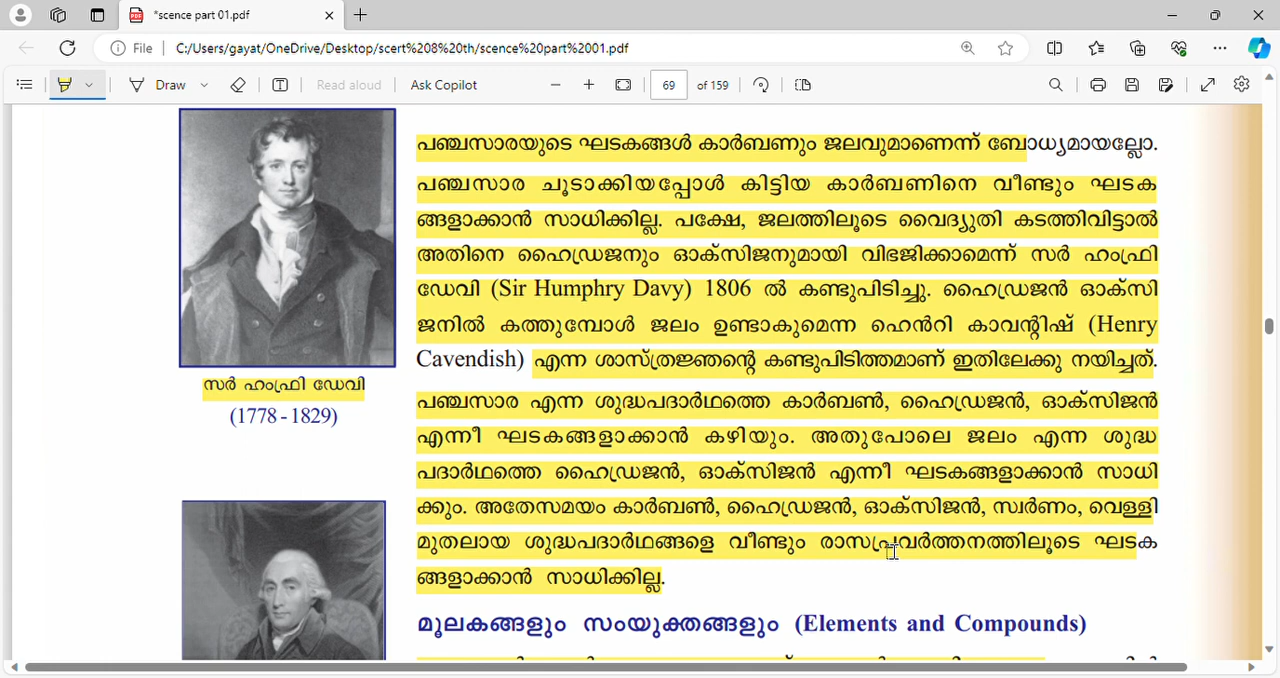 *scence part 01.pdf
File
C:/Users/gayat/OneDrive/Desktop/scert%208%20th/scence%20part%2001.pdf
Draw
Read aloud
Ask Copilot
69 of 159
പഞ്ചസാരയുടെ ഘടകങ്ങൾ കാർബണും ജലവുമാണെന്ന് ബോധ്യമായല്ലോ.
പഞ്ചസാര ചൂടാക്കിയപ്പോൾ കിട്ടിയ കാർബണിനെ വീണ്ടും ഘടക
ങ്ങളാക്കാൻ സാധിക്കില്ല. പക്ഷേ, ജലത്തിലൂടെ വൈദ്യുതി കടത്തിവിട്ടാൽ
അതിനെ ഹൈഡ്രജനും ഓക്സിജനുമായി വിഭജിക്കാമെന്ന് സർ ഹംഫ്രി
ഡേവി (Sir Humphry Davy) 1806 ൽ കണ്ടുപിടിച്ചു. ഹൈഡ്രജൻ ഓക്സി
ജനിൽ കത്തുമ്പോൾ ജലം ഉണ്ടാകുമെന്ന ഹെൻറി കാവന്റിഷ് (Henry
Cavendish) എന്ന ശാസ്ത്രജ്ഞന്റെ കണ്ടുപിടിത്തമാണ് ഇതിലേക്കു നയിച്ചത്.
പഞ്ചസാര എന്ന ശുദ്ധപദാർഥത്തെ കാർബൺ, ഹൈഡ്രജൻ, ഓക്സിജൻ
എന്നീ ഘടകങ്ങളാക്കാൻ കഴിയും. അതുപോലെ ജലം എന്ന ശുദ്ധ
പദാർഥത്തെ ഹൈഡ്രജൻ, ഓക്സിജൻ എന്നീ ഘടകങ്ങളാക്കാൻ സാധി
ക്കും. അതേസമയം കാർബൺ, ഹൈഡ്രജൻ, ഓക്സിജൻ, സ്വർണം, വെള്ളി
മുതലായ ശുദ്ധപദാർഥങ്ങളെ വീണ്ടും രാസപ്രവർത്തനത്തിലൂടെ ഘടക
ങ്ങളാക്കാൻ സാധിക്കില്ല.
സർ ഹംഫ്രി ഡേവി
(1778 - 1829)
മൂലകങ്ങളും സംയുക്തങ്ങളും (Elements and Compounds)